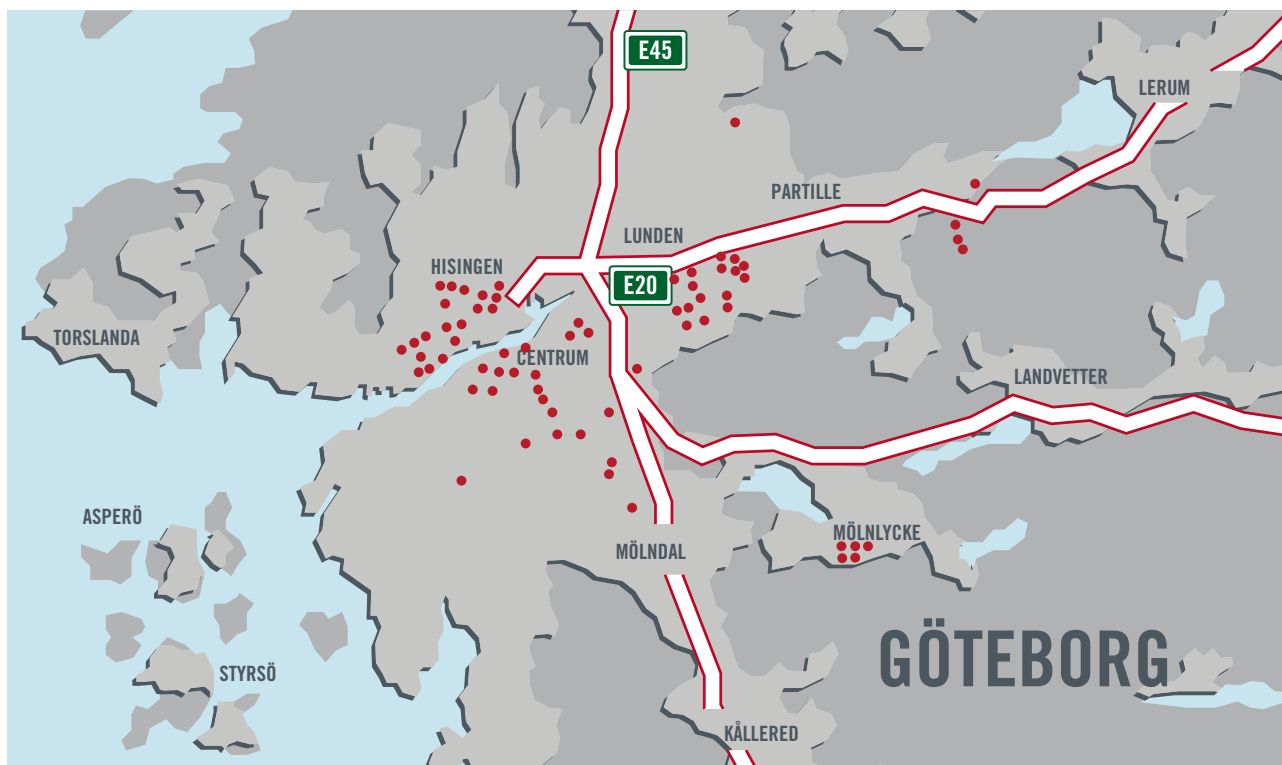 E45
LERUM
PARTILLE
LUNDEN
HISINGEN
E20
TORSLANDA
CENTRUM
LANDVETTER
ASPERÖ
MÖLNLYCKE
MÖLNDAL
GÖTEBORG
STYRSÖ
KÅLLERED